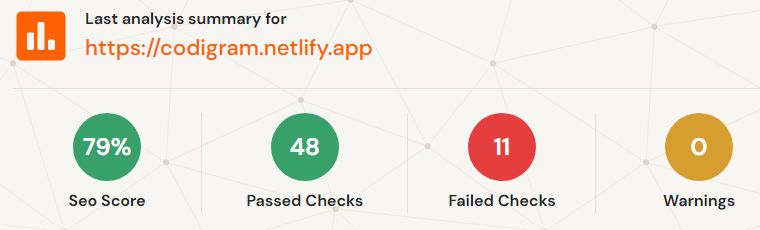 Last analysis summary for
https://codigram.netlify.app
79%
48
11
0
Seo Score
Passed Checks
Failed Checks
Warnings